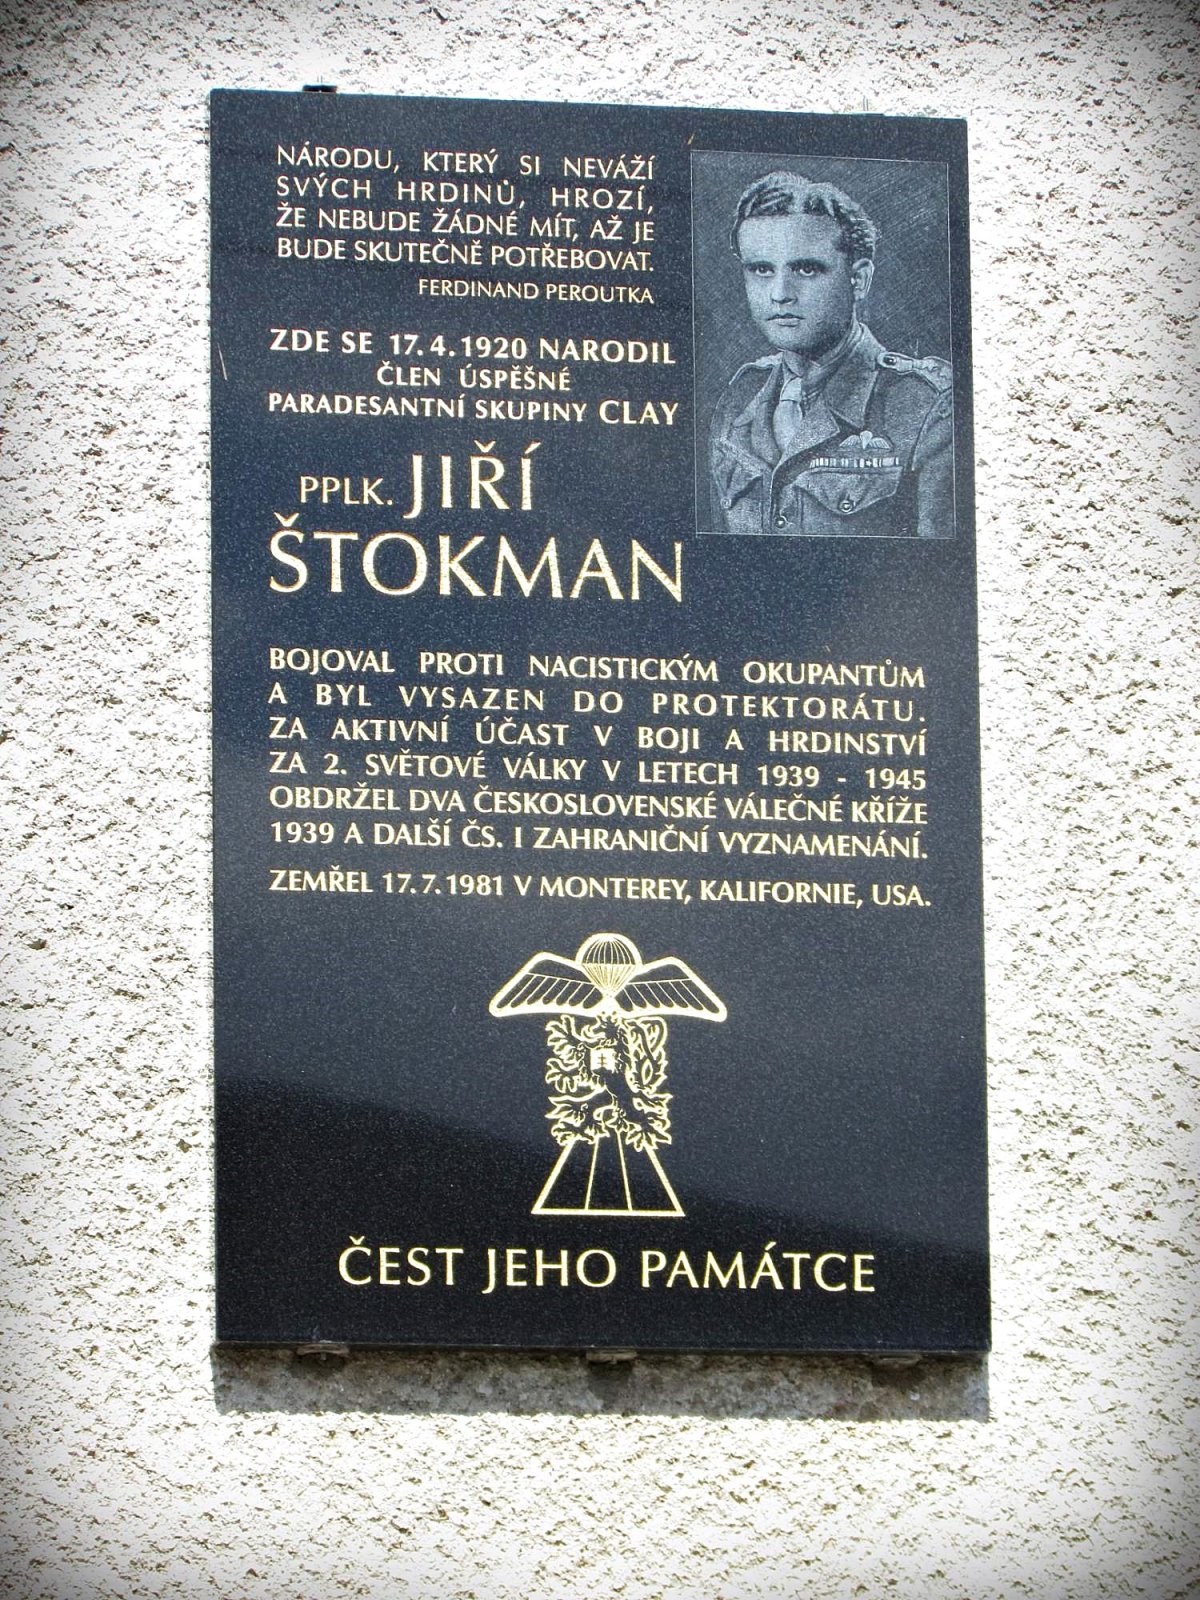 NÁRODU, KTERÝ SI NEVÁŽÍ
SVÝCH HRDINŮ, HROZÍ,
ŽE NEBUDE ŽÁDNÉ MÍT, AŽ JE
BUDE SKUTEČNĚ POTŘEBOVAT.
FERDINAND PEROUTKA
ZDE SE 17.4.1920 NARODIL
ČLEN ÚSPĚŠNÉ
PARADESANTNÍ SKUPINY CLAY
PPLK. JIŘÍ
ŠTOKMAN
BOJOVAL PROTI NACISTICKÝM OKUPANTŮM
A BYL VYSAZEN DO PROTEKTORÁTU.
ZA AKTIVNÍ ÚČAST V BOJI A HRDINSTVÍ
ZA 2. SVĚTOVÉ VÁLKY V LETECH 1939 - 1945
OBDRŽEL DVA ČESKOSLOVENSKÉ VÁLEČNÉ KŘÍŽE
1939 A DALŠÍ ČS. I ZAHRANIČNÍ VYZNAMENÁNÍ.
ZEMŘEL 17.7.1981 V MONTEREY, KALIFORNIE, USA.
ČEST JEHO PAMÁTCE